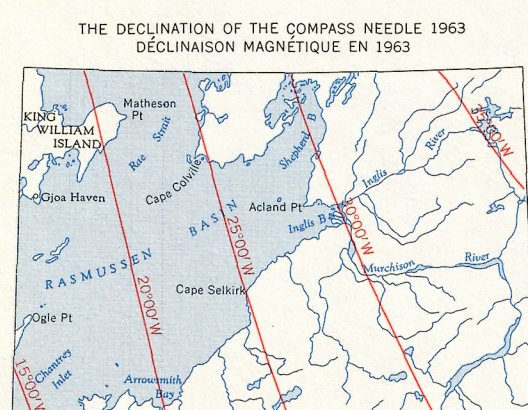 THE DECLINATION OF THE COMPASS NEEDLE 1963
DÉCLINAISON MAGNÉTIQUE EN 1963
Matheson
Pt
KING
WILLIAM
ISLAND
Rae Strait
Shepherd B
River
35°00'W
Cape Colville
Inglis
Gjoa Haven
Acland Pt
Inglis B
30°00'W
25°00'W
RASMUSSEN BASIN
Murchison River
20°00'W
Cape Selkirk
Ogle Pt
Chantrey
Inlet
15°00'W
Arrowsmith
Bay